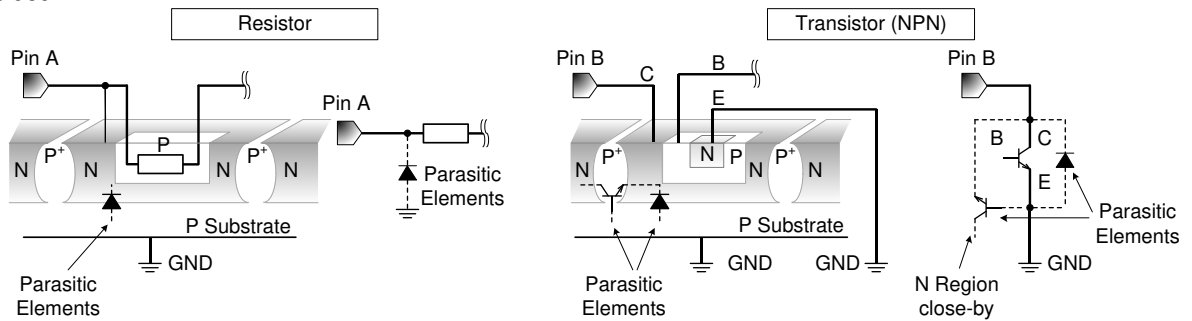 Resistor
Transistor (NPN)
Pin A
Pin A
P
N
P+
N
N
P+
N
Parasitic
Elements
P Substrate
GND
Parasitic
Elements
Pin B
C
B
E
N
P+
N
N
P
P+
N
P Substrate
GND
GND
Parasitic
Elements
Pin B
B
C
E
Parasitic
Elements
GND
N Region
close-by